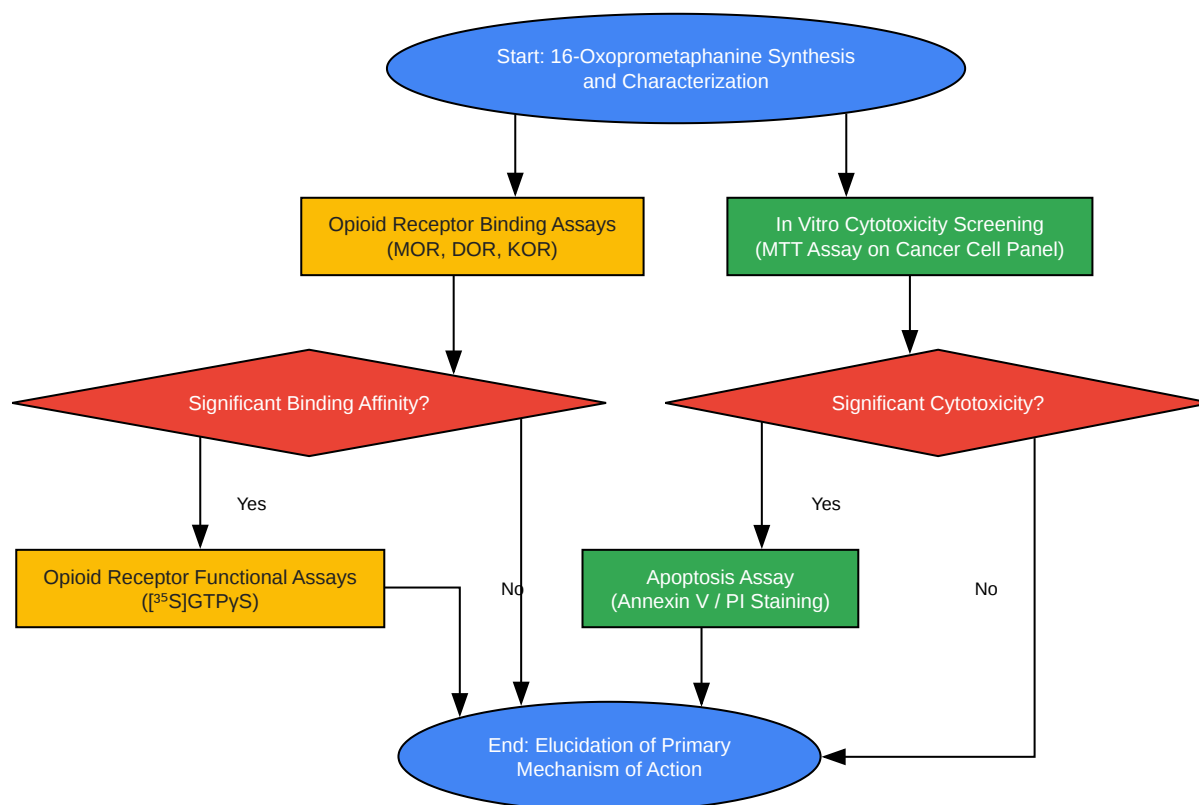 Start: 16-Oxoprometaphanine Synthesis
and Characterization
Opioid Receptor Binding Assays
(MOR, DOR, KOR)
In Vitro Cytotoxicity Screening
(MTT Assay on Cancer Cell Panel)
Significant Binding Affinity?
Significant Cytotoxicity?
Yes
Yes
Opioid Receptor Functional Assays
([³⁵S]GTPγS)
No
Apoptosis Assay
(Annexin V / PI Staining)
No
End: Elucidation of Primary
Mechanism of Action